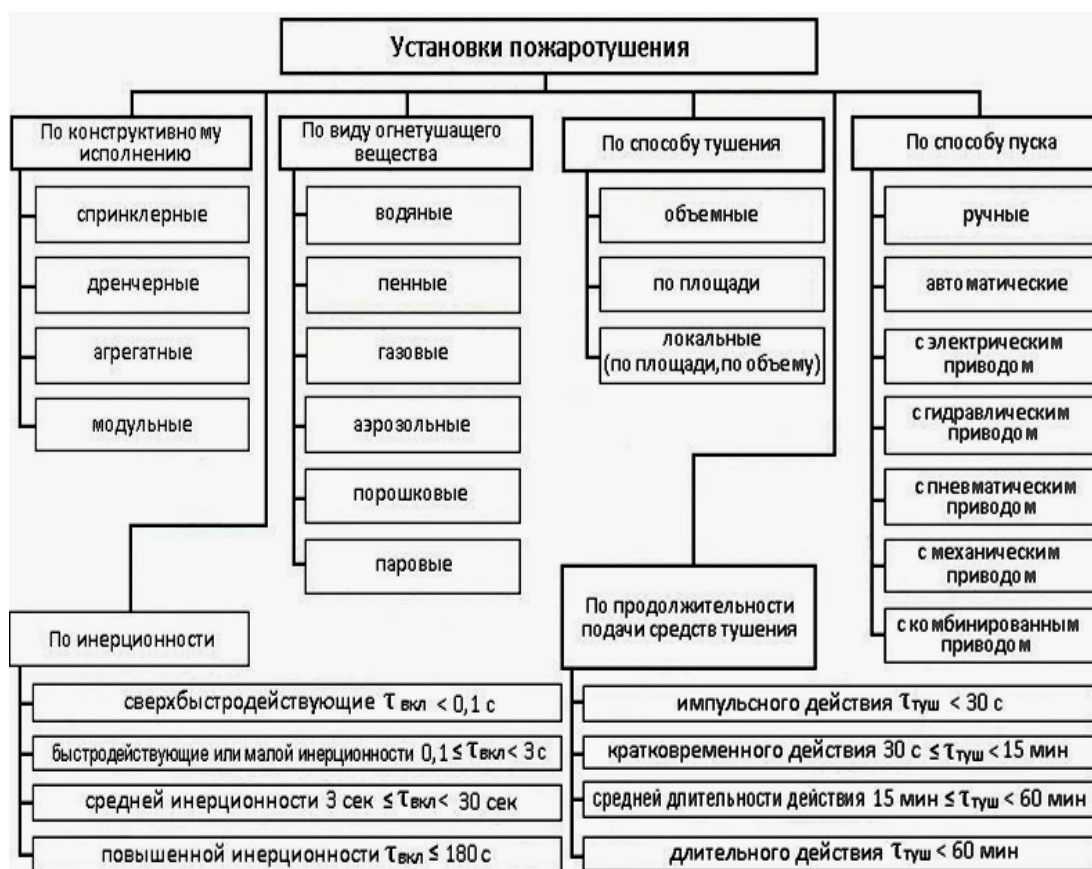 Установки пожаротушения
По конструктивному
исполнению
спринклерные
дренчерные
агрегатные
модульные
По виду огнетушащего
вещества
водяные
пенные
газовые
аэрозольные
порошковые
паровые
По способу тушения
объемные
по площади
локальные
(по площади,по объему)
По способу пуска
ручные
автоматические
с электрическим
приводом
с гидравлическим
приводом
с пневматическим
приводом
с механическим
приводом
с комбинированным
приводом
По инерционности
сверхбыстродействующие τ вкл < 0,1 с
быстродействующие или малой инерционности 0,1 ≤ τвкл < 3 с
средней инерционности 3 сек ≤ τвкл < 30 сек
повышенной инерционности τвкл ≤ 180 с
По продолжительности
подачи средств тушения
импульсного действия τтуш < 30 с
кратковременного действия 30 с ≤ τтуш < 15 мин
средней длительности действия 15 мин ≤ τтуш < 60 мин
длительного действия τтуш < 60 мин